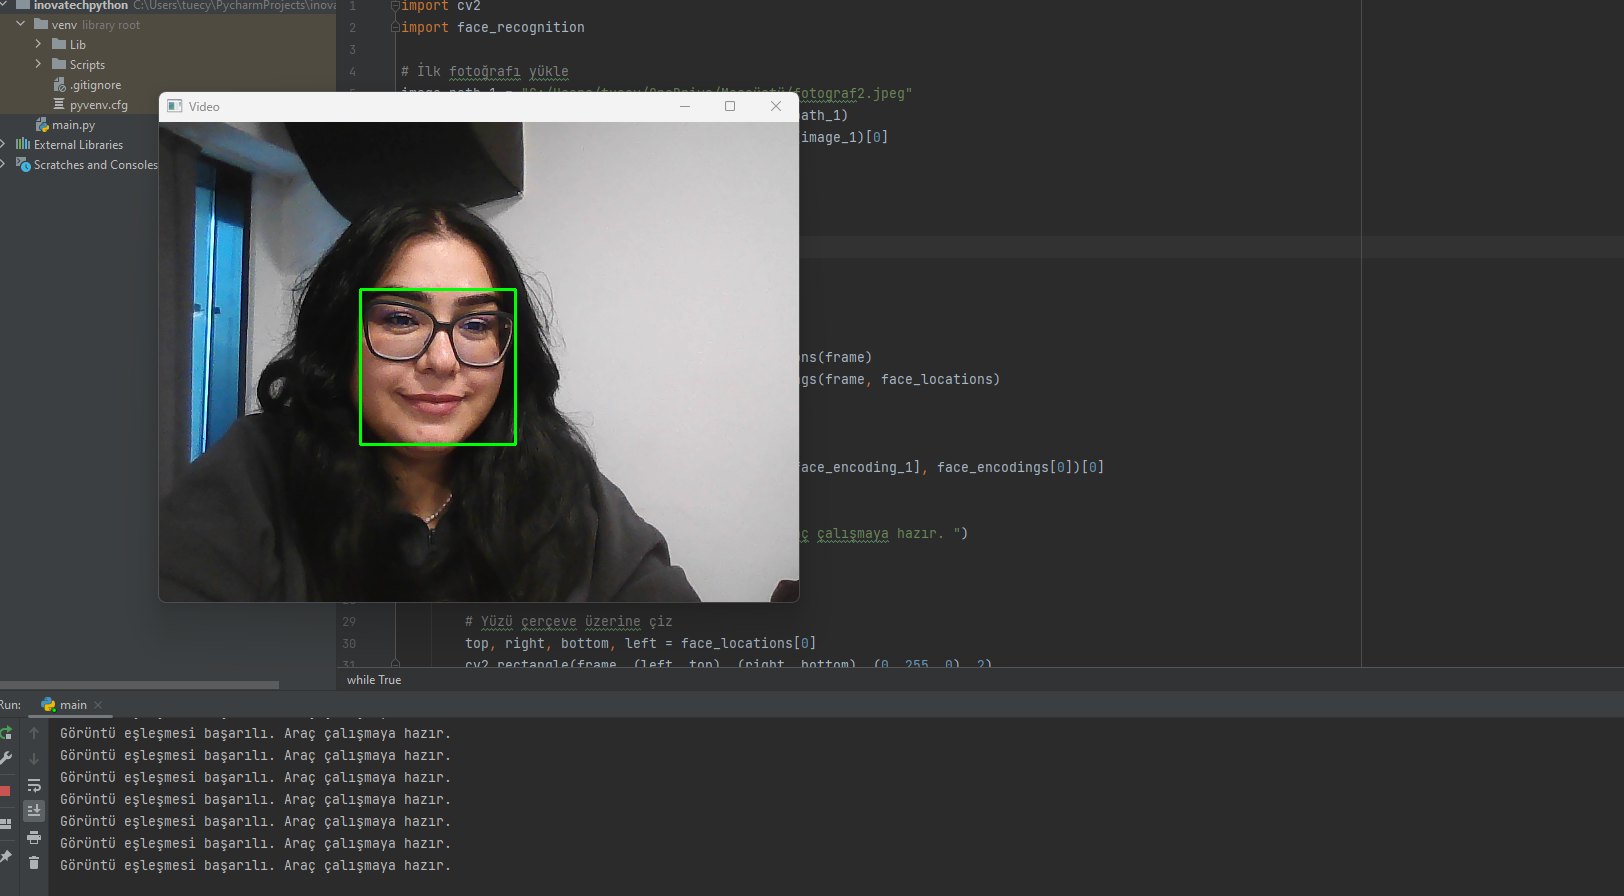 inovatechpython C:\Users\tuecy\PycharmProjects\inova
venv library root
Lib
Scripts
.gitignore
pyvenv.cfg
main.py
External Libraries
Scratches and Consoles
Video
1 import cv2
2 import face_recognition
3
4 # İlk fotoğrafı yükle
fotograf2.jpeg"
ath_1)
image_1)[0]
ns(frame)
gs(frame, face_locations)
ace_encoding_1], face_encodings[0])[0]
ç çalışmaya hazır. ")
29 # Yüzü çerçeve üzerine çiz
30 top, right, bottom, left = face_locations[0]
31 cv2.rectangle(frame, (left, top), (right, bottom), (0, 255, 0), 2)
while True
Run: main
Görüntü eşleşmesi başarılı. Araç çalışmaya hazır.
Görüntü eşleşmesi başarılı. Araç çalışmaya hazır.
Görüntü eşleşmesi başarılı. Araç çalışmaya hazır.
Görüntü eşleşmesi başarılı. Araç çalışmaya hazır.
Görüntü eşleşmesi başarılı. Araç çalışmaya hazır.
Görüntü eşleşmesi başarılı. Araç çalışmaya hazır.
Görüntü eşleşmesi başarılı. Araç çalışmaya hazır.